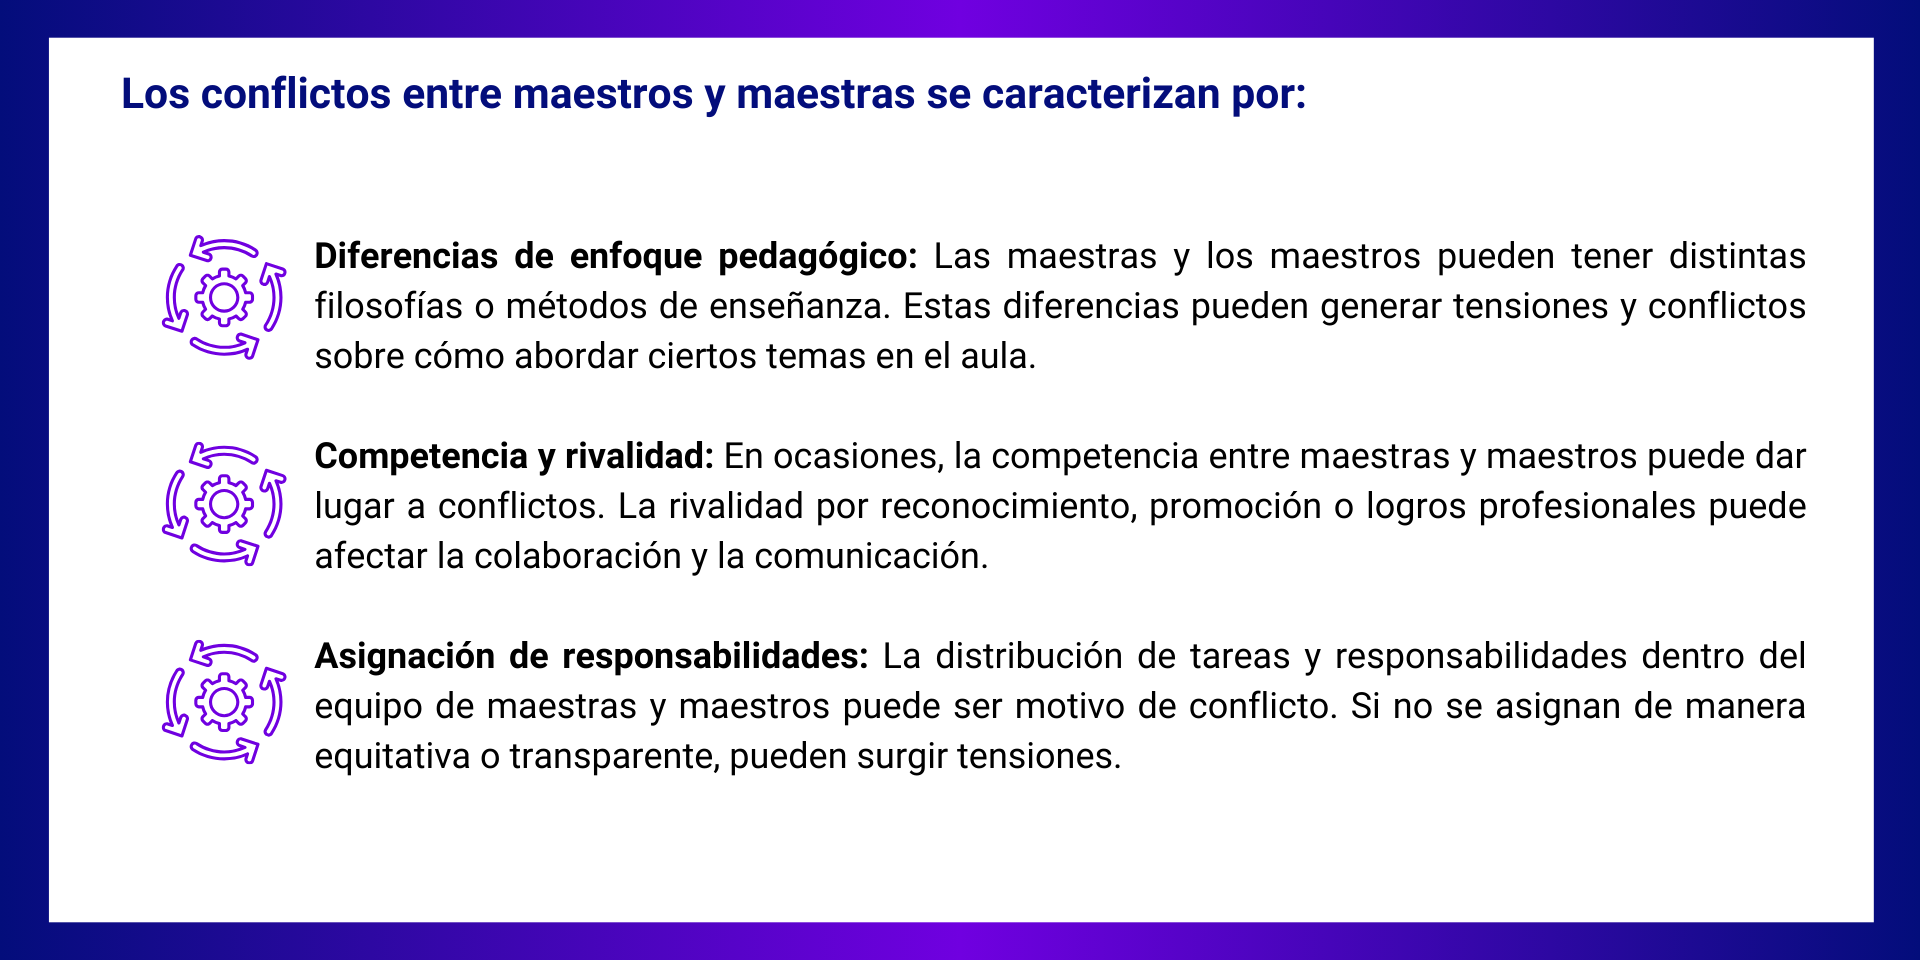 Los conflictos entre maestros y maestras se caracterizan por:
Diferencias de enfoque pedagógico: Las maestras y los maestros pueden tener distintas
filosofías o métodos de enseñanza. Estas diferencias pueden generar tensiones y conflictos
sobre cómo abordar ciertos temas en el aula.
Competencia y rivalidad: En ocasiones, la competencia entre maestras y maestros puede dar
lugar a conflictos. La rivalidad por reconocimiento, promoción o logros profesionales puede
afectar la colaboración y la comunicación.
Asignación de responsabilidades: La distribución de tareas y responsabilidades dentro del
equipo de maestras y maestros puede ser motivo de conflicto. Si no se asignan de manera
equitativa o transparente, pueden surgir tensiones.